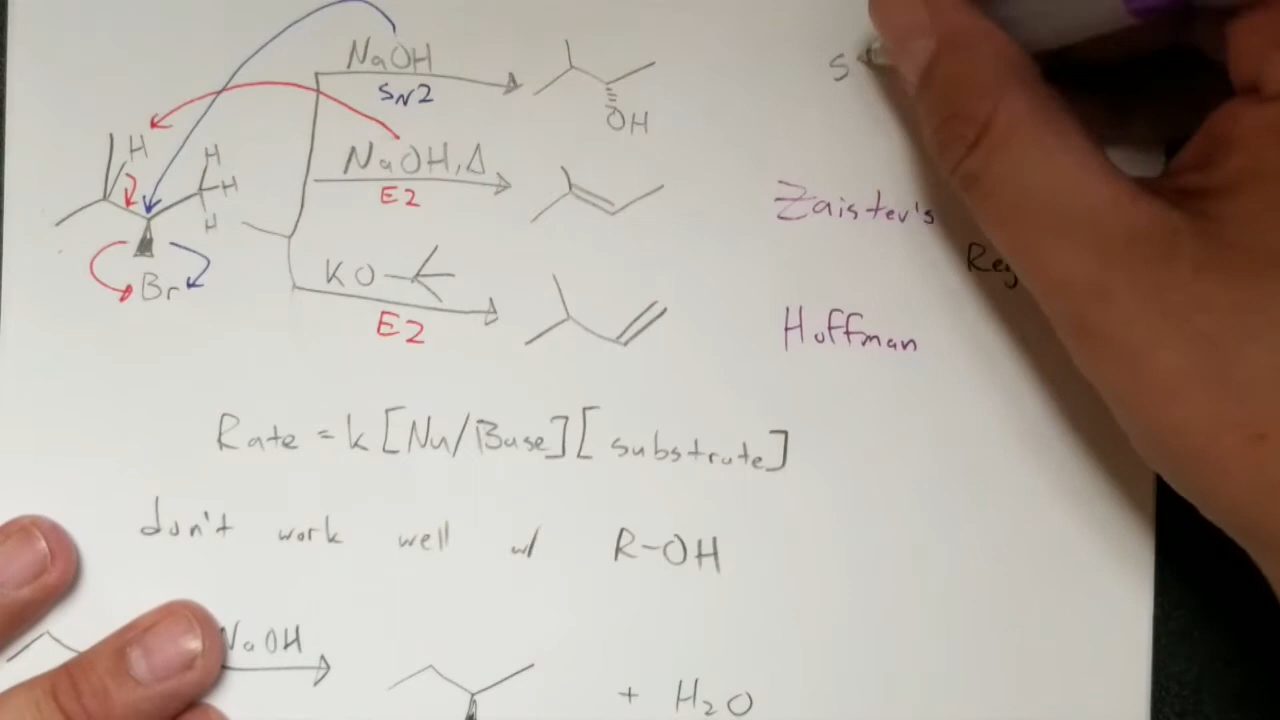 NaOH
SN2
S
OH
H
H
H
H
NaOH, Δ
E2
Zaistev's
Br
KO
E2
Hoffman
Rate = k [Nu/Base][substrate]
don't work well w/ R-OH
NaOH
+ H2O